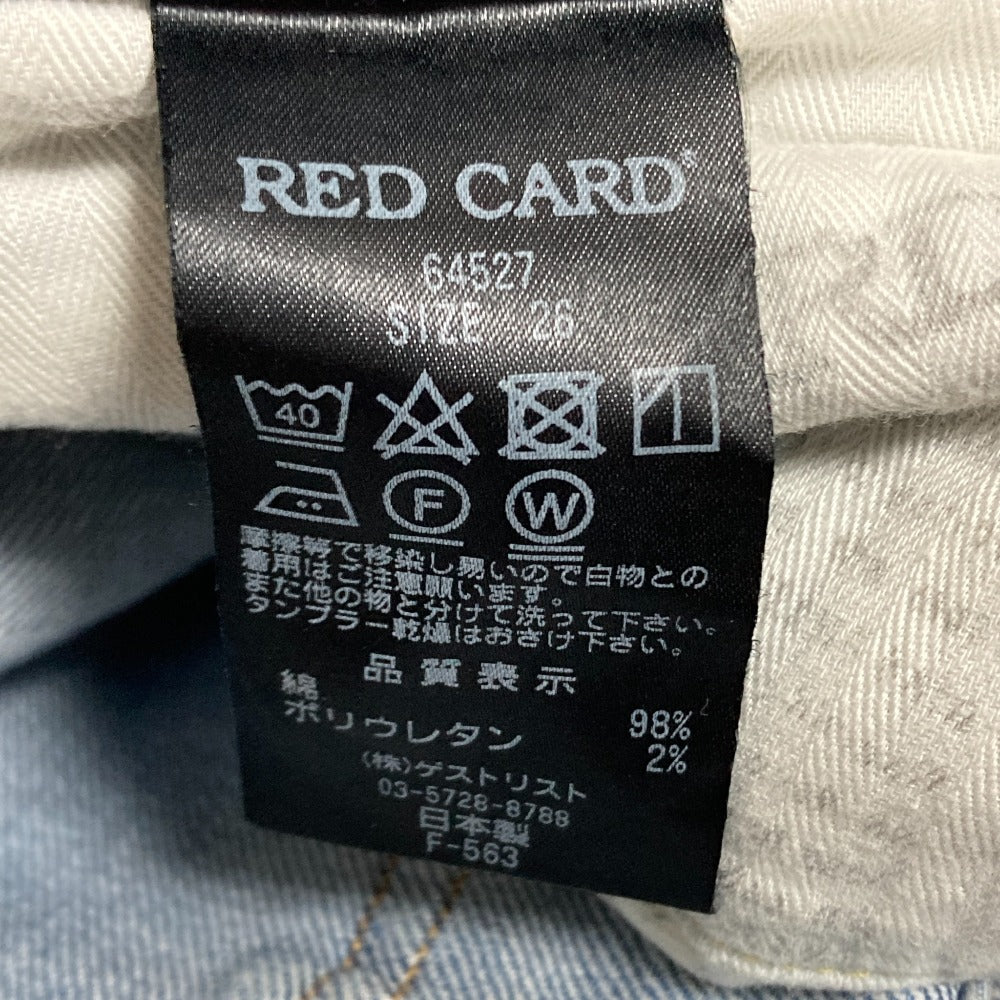 RED CARD®
64527
SIZE 26
40
F
W
摩擦等で移染し易いので白物との
着用はご注意願います。
また他の物と分けて洗って下さい。
タンブラー乾燥はおさけ下さい。
品質表示
綿 98%
ポリウレタン 2%
(株)ゲストリスト
03-5728-8788
日本製
F-563